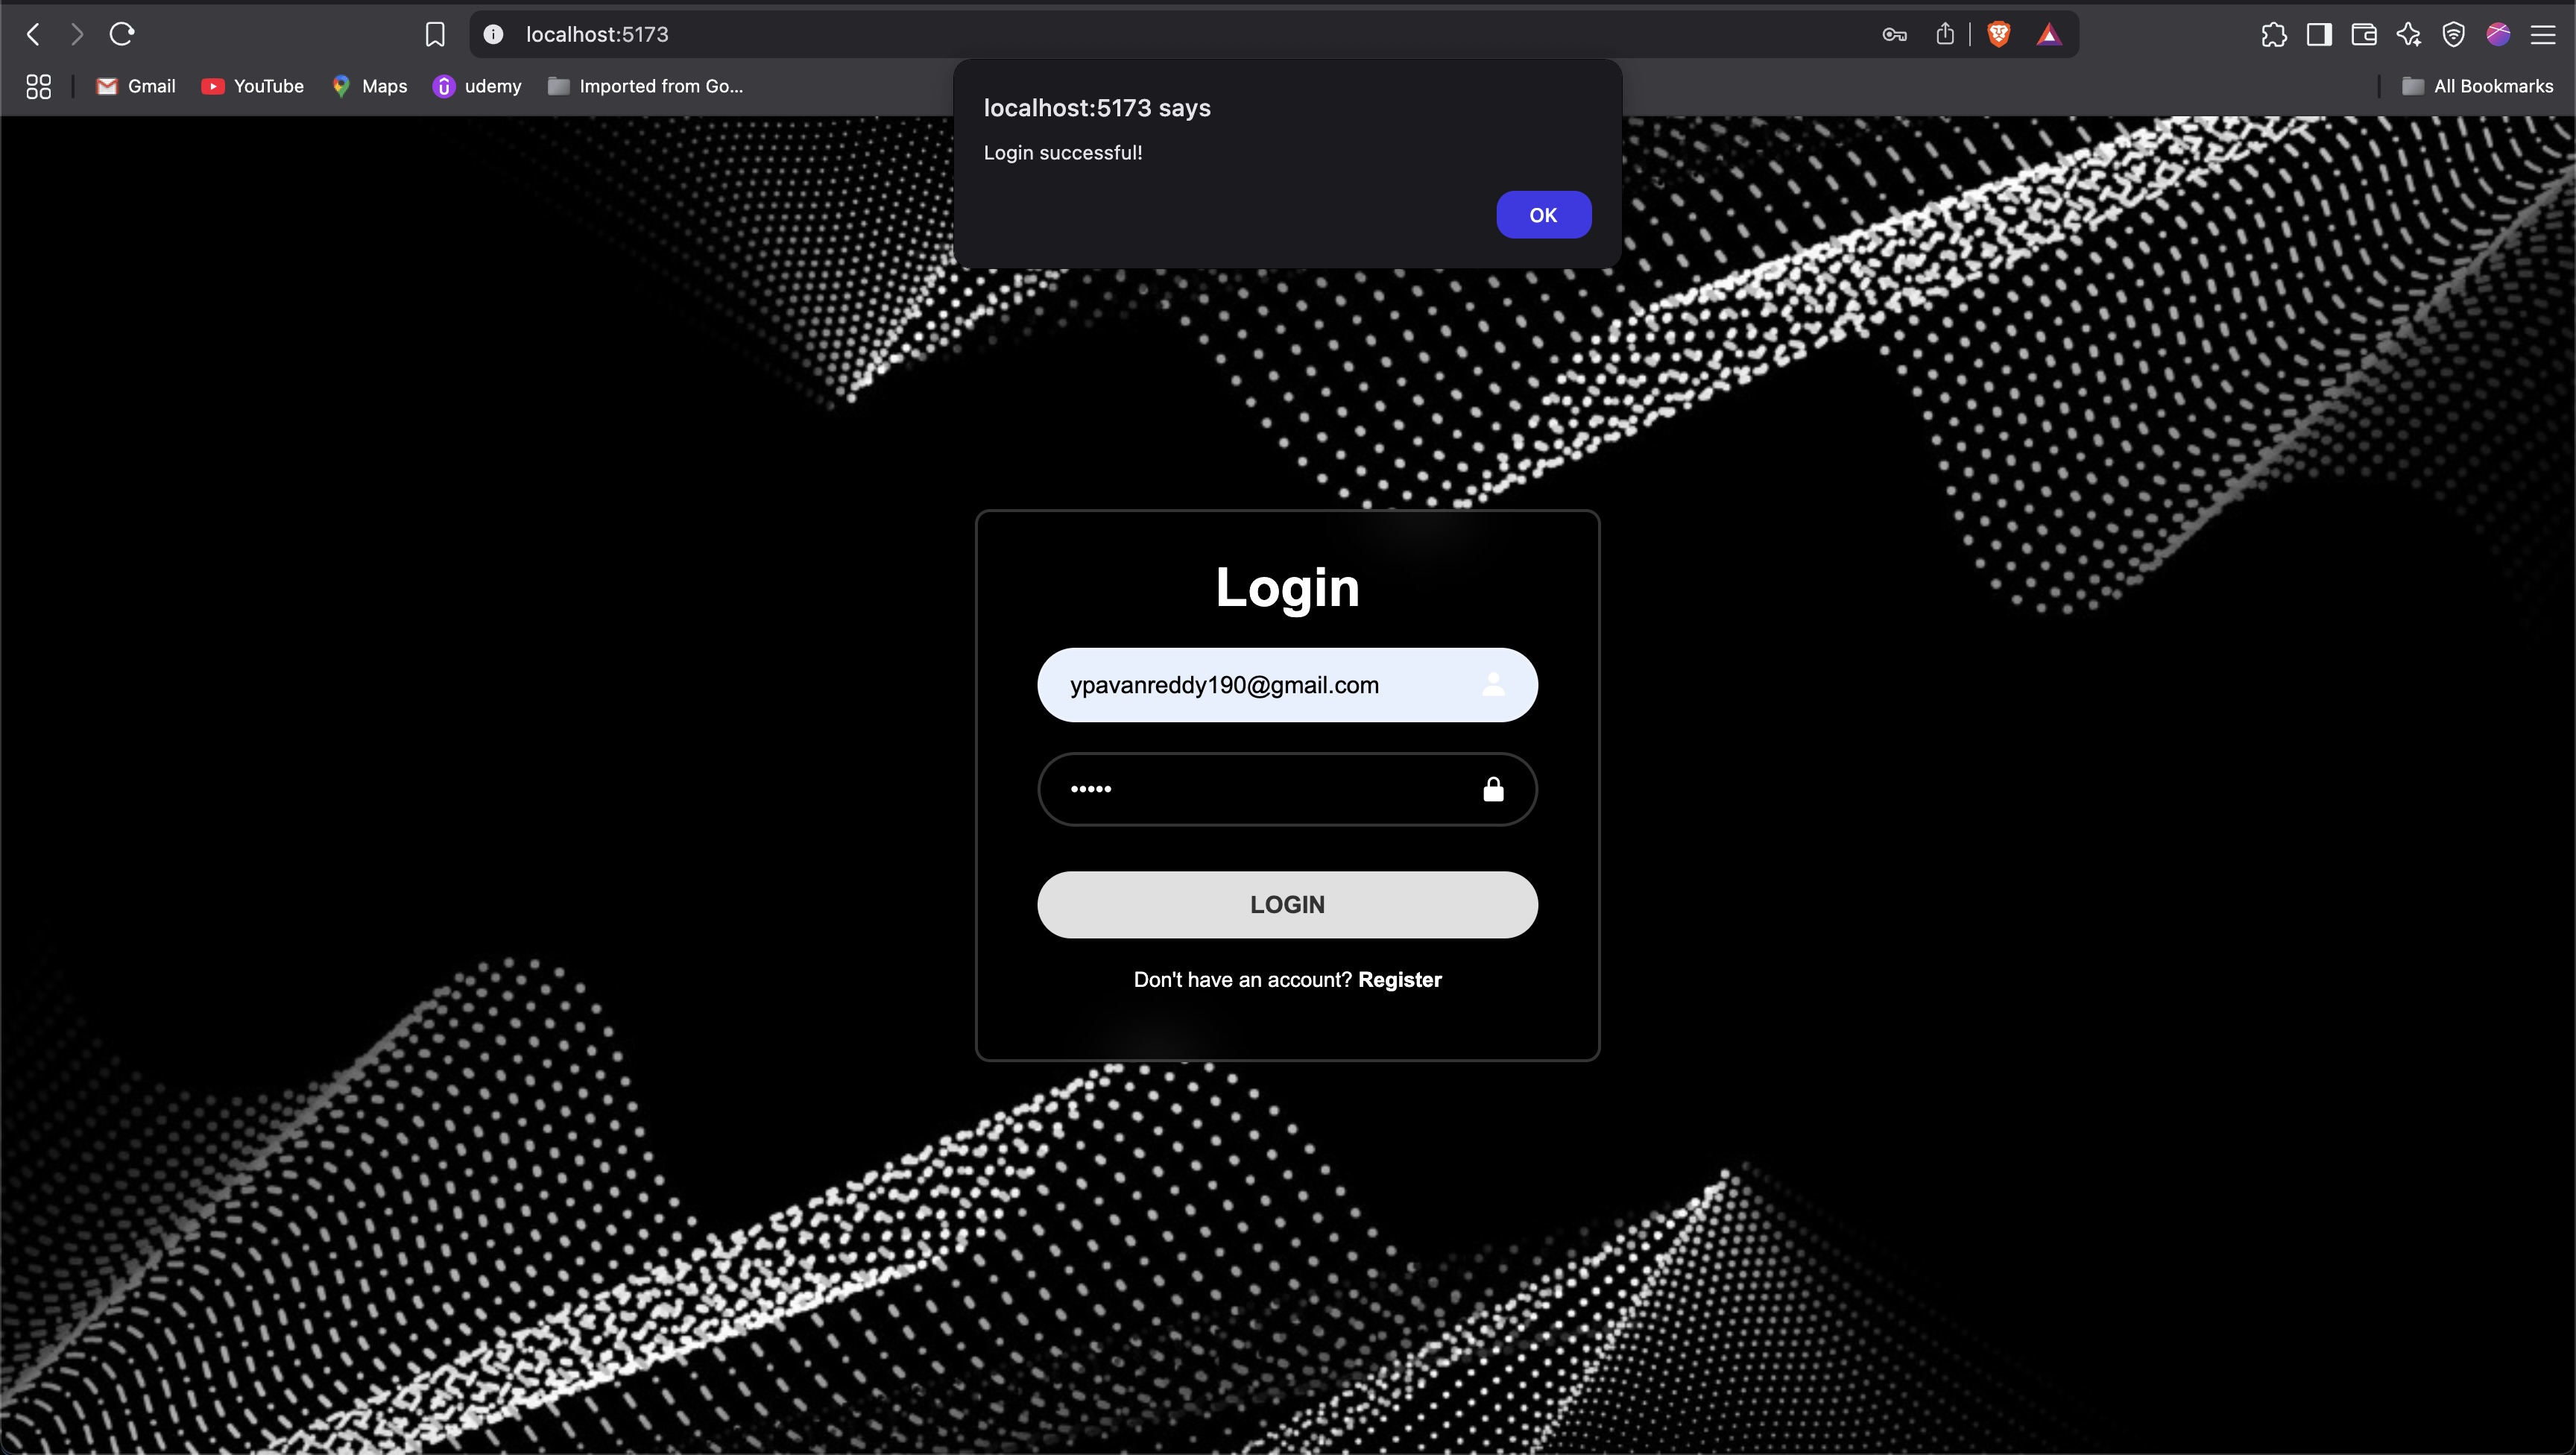 localhost:5173
Gmail
YouTube
Maps
udemy
Imported from Go...
All Bookmarks
localhost:5173 says
Login successful!
OK
Login
ypavanreddy190@gmail.com
•••••
LOGIN
Don't have an account? Register